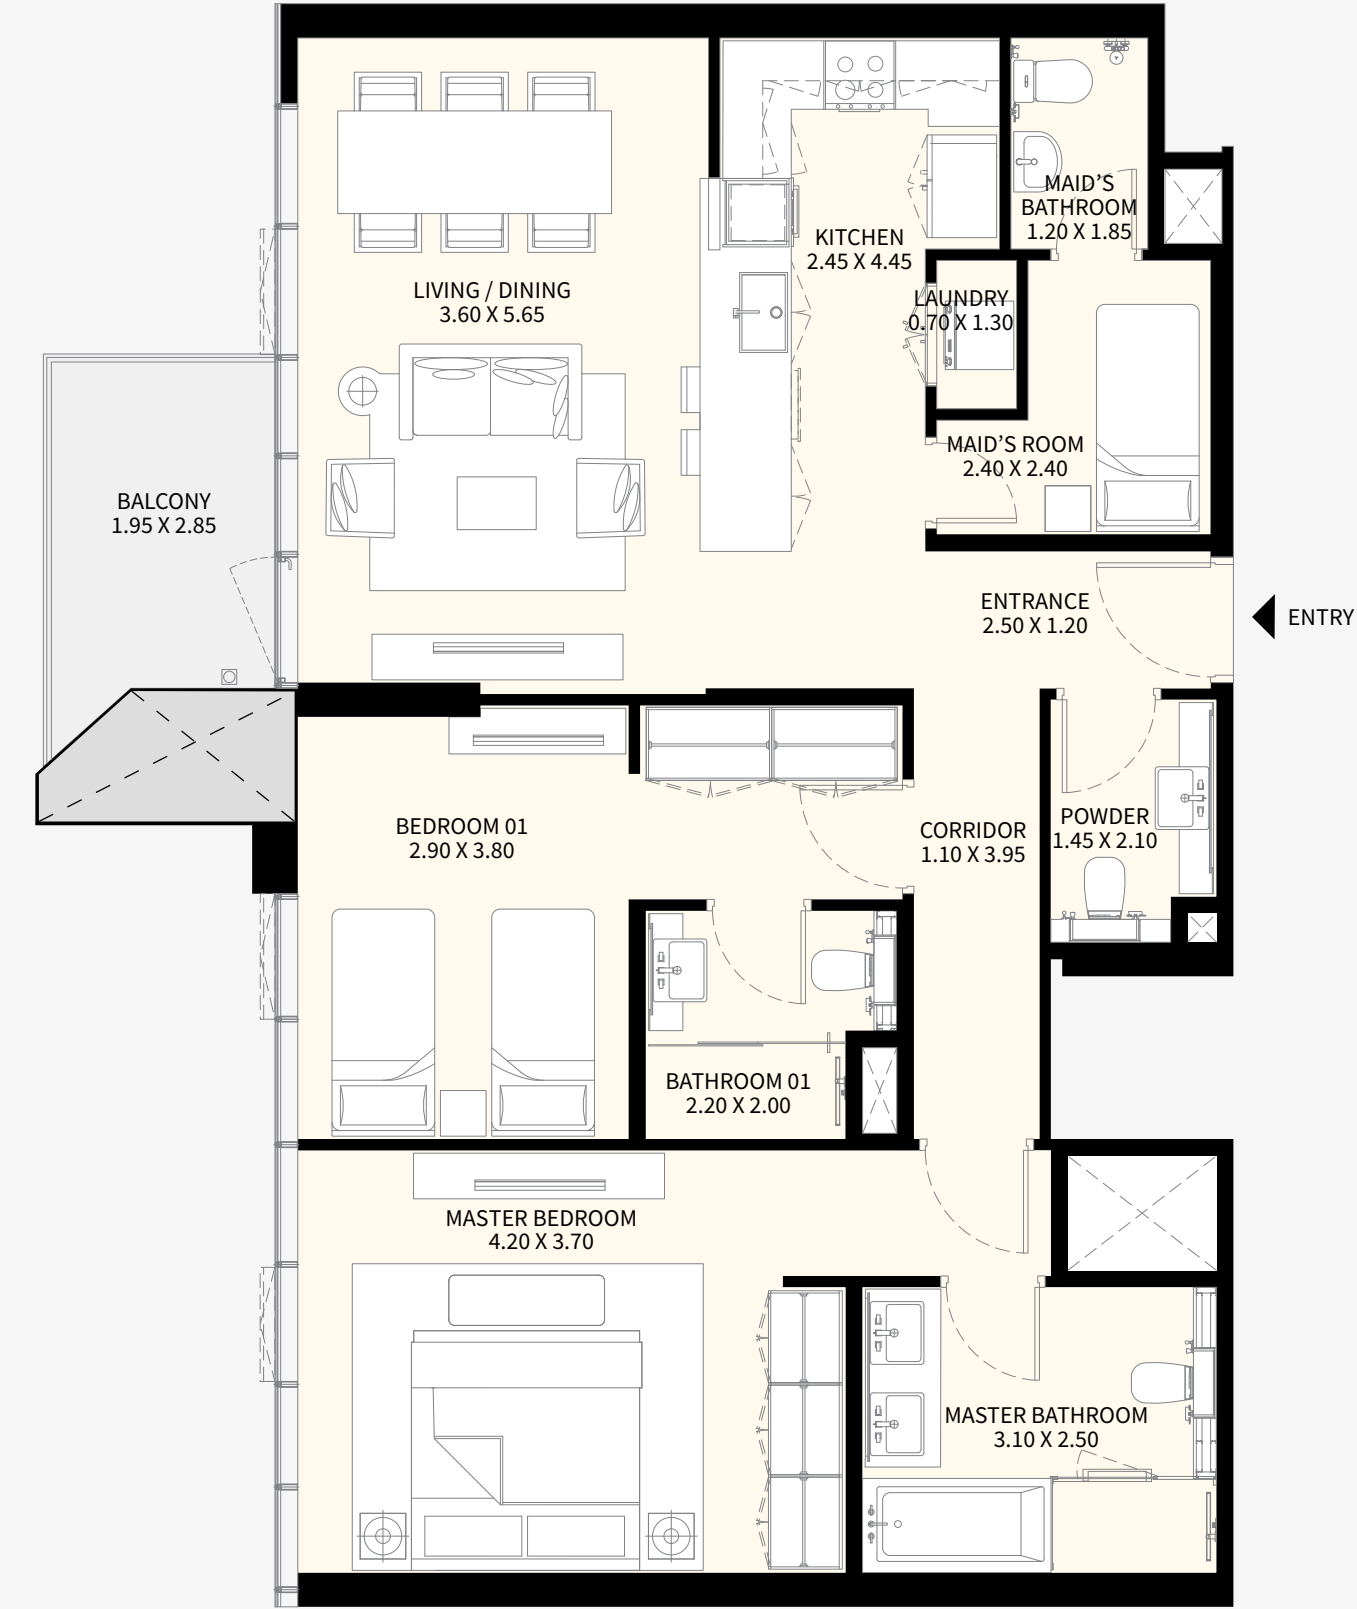 MAID’S
BATHROOM
1.20 X 1.85
KITCHEN
2.45 X 4.45
LIVING / DINING
3.60 X 5.65
LAUNDRY
0.70 X 1.30
MAID’S ROOM
2.40 X 2.40
BALCONY
1.95 X 2.85
ENTRANCE
2.50 X 1.20
ENTRY
POWDER
1.45 X 2.10
BEDROOM 01
2.90 X 3.80
CORRIDOR
1.10 X 3.95
BATHROOM 01
2.20 X 2.00
MASTER BEDROOM
4.20 X 3.70
MASTER BATHROOM
3.10 X 2.50